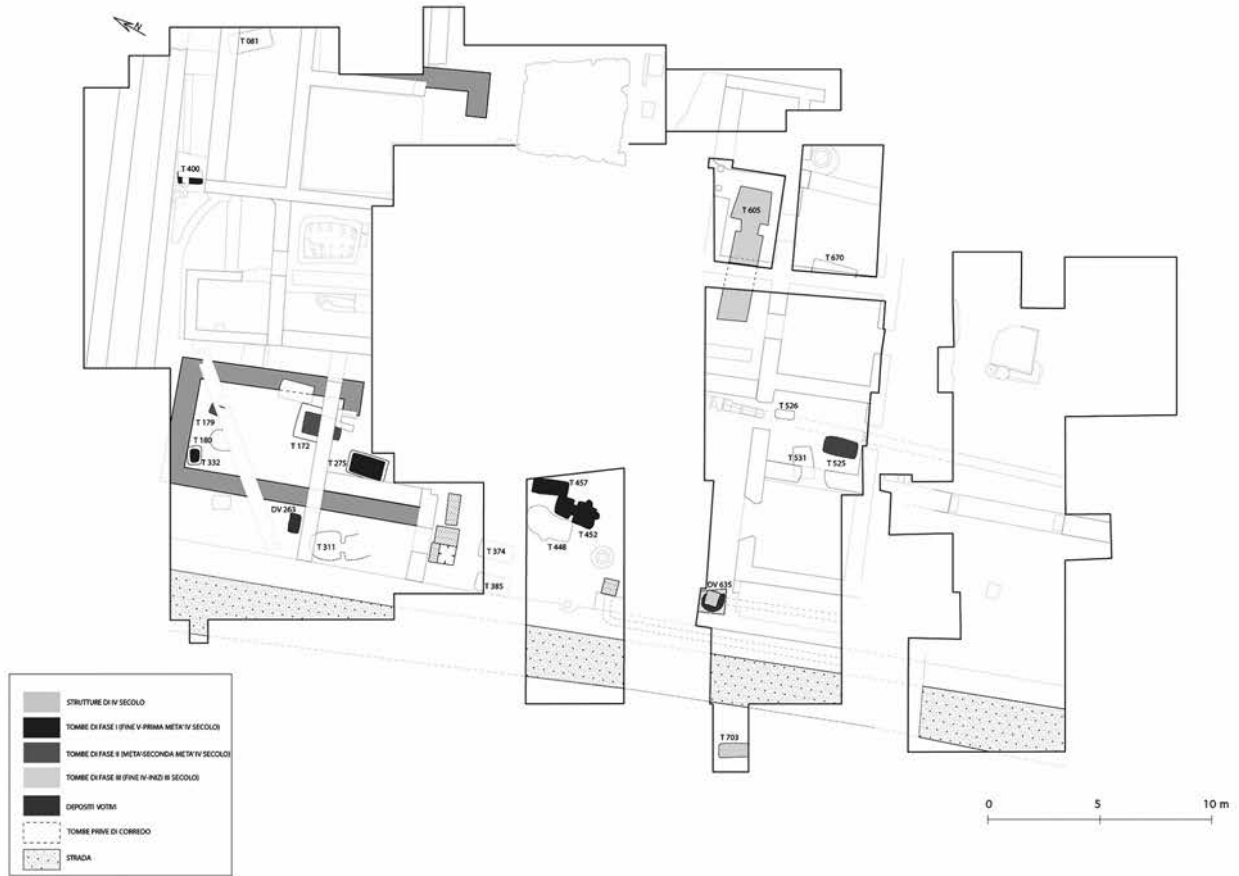 N
T 081
T 400
T 605
T 670
T 179
T 180
T 332
T 172
T 275
DV 263
T 311
T 374
T 385
T 457
T 452
T 448
T 526
T 531
T 525
DV 635
T 703
STRUTTURE DI IV SECOLO
TOMBE DI FASE I (FINE V-PRIMA META' IV SECOLO)
TOMBE DI FASE II (META'-SECONDA META' IV SECOLO)
TOMBE DI FASE III (FINE IV-INIZI III SECOLO)
DEPOSITI VOTIVI
TOMBE PRIVE DI CORREDO
STRADA
0 5 10 m